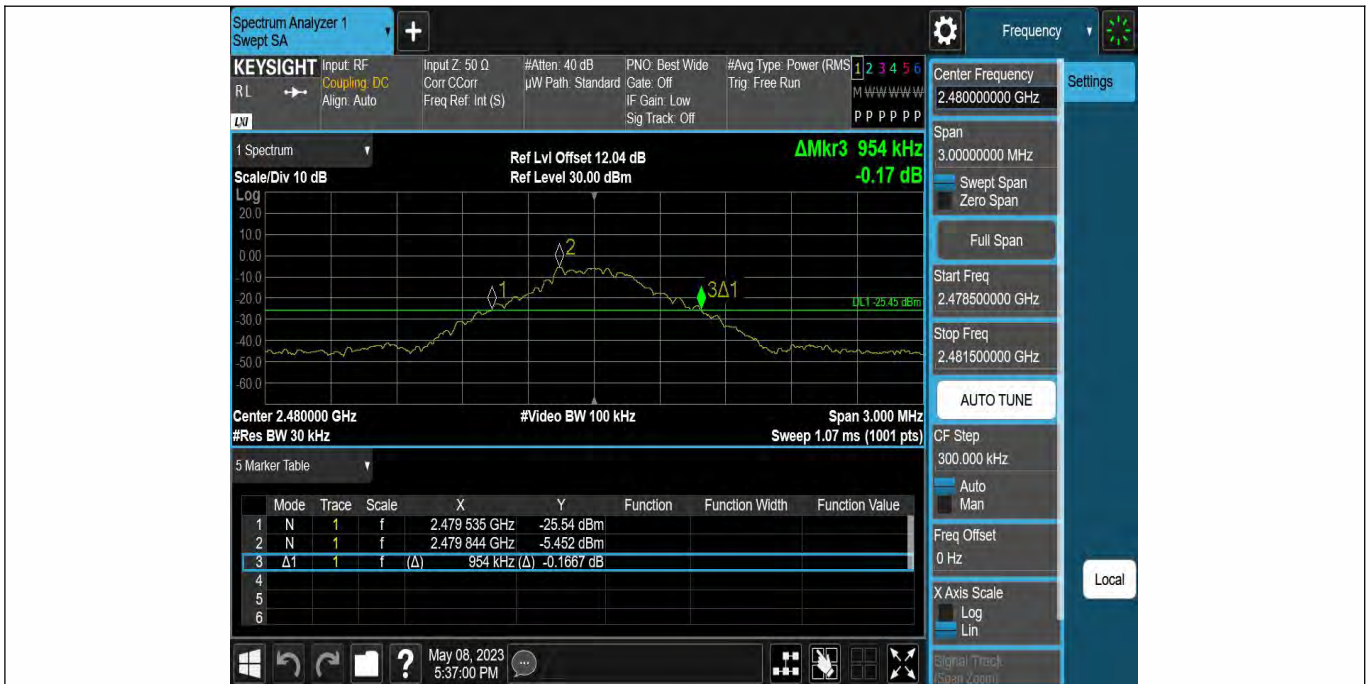 Spectrum Analyzer 1
Swept SA
+
Frequency
KEYSIGHT
RL
LXI
Input: RF
Coupling: DC
Align: Auto
Input Z: 50 Ω
Corr CCorr
Freq Ref: Int (S)
#Atten: 40 dB
µW Path: Standard
PNO: Best Wide
Gate: Off
IF Gain: Low
Sig Track: Off
#Avg Type: Power (RMS
Trig: Free Run
1 2 3 4 5 6
M W W W W W
P P P P P P
1 Spectrum
Scale/Div 10 dB
Ref Lvl Offset 12.04 dB
Ref Level 30.00 dBm
ΔMkr3 954 kHz
-0.17 dB
Log
20.0
10.0
0.00
-10.0
-20.0
-30.0
-40.0
-50.0
-60.0
1
2
3Δ1
DL1 -25.45 dBm
Center 2.480000 GHz
#Video BW 100 kHz
Span 3.000 MHz
#Res BW 30 kHz
Sweep 1.07 ms (1001 pts)
5 Marker Table
Mode Trace Scale X Y Function Function Width Function Value
1 N 1 f 2.479 535 GHz -25.54 dBm
2 N 1 f 2.479 844 GHz -5.452 dBm
3 Δ1 1 f (Δ) 954 kHz (Δ) -0.1667 dB
4
5
6
?
May 08, 2023
5:37:00 PM
Center Frequency
2.480000000 GHz
Settings
Span
3.00000000 MHz
Swept Span
Zero Span
Full Span
Start Freq
2.478500000 GHz
Stop Freq
2.481500000 GHz
AUTO TUNE
CF Step
300.000 kHz
Auto
Man
Freq Offset
0 Hz
X Axis Scale
Log
Lin
Signal Track
(Span Zoom)
Local